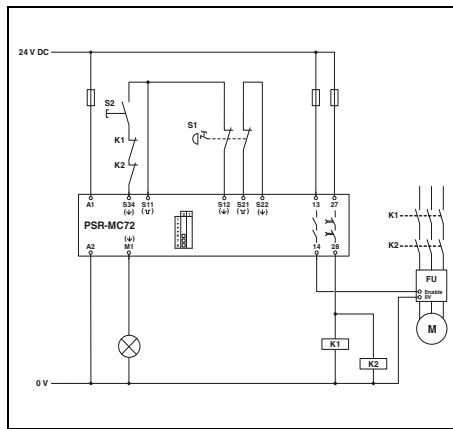 24 V DC
S2
S1
K1
K2
A1
S34
S11
S12
S21
S22
13
27
PSR-MC72
A2
M1
14
28
K1
K2
FU
Enable
0V
M
K1
K2
0 V